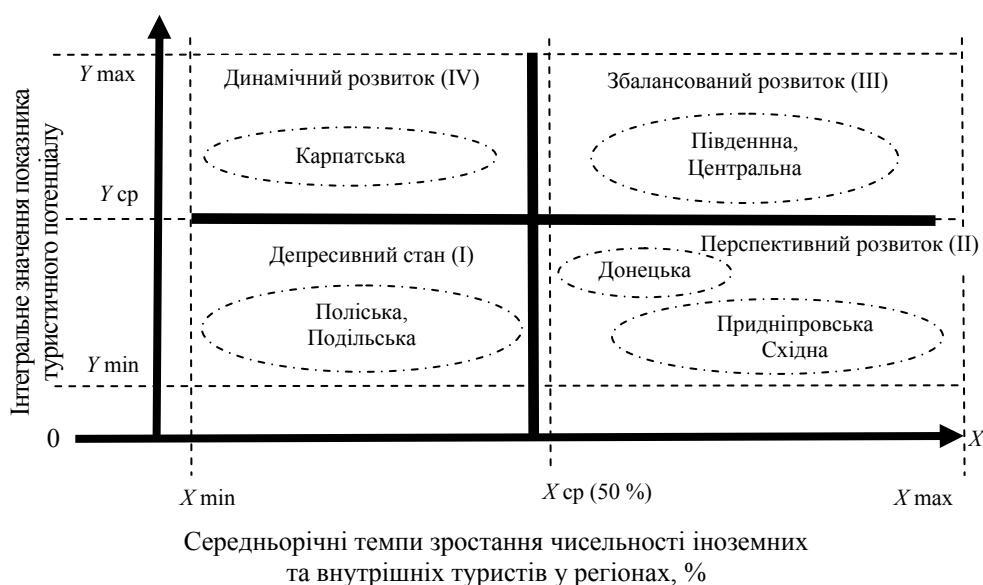 Інтегральне значення показника
туристичного потенціалу
Y max
Динамічний розвиток (IV)
Збалансований розвиток (III)
Карпатська
Південнна,
Центральна
Y ср
Депресивний стан (I)
Перспективний розвиток (II)
Донецька
Поліська,
Подільська
Придніпровська
Східна
Y min
0
X
X min
X ср (50 %)
X max
Середньорічні темпи зростання чисельності іноземних
та внутрішніх туристів у регіонах, %